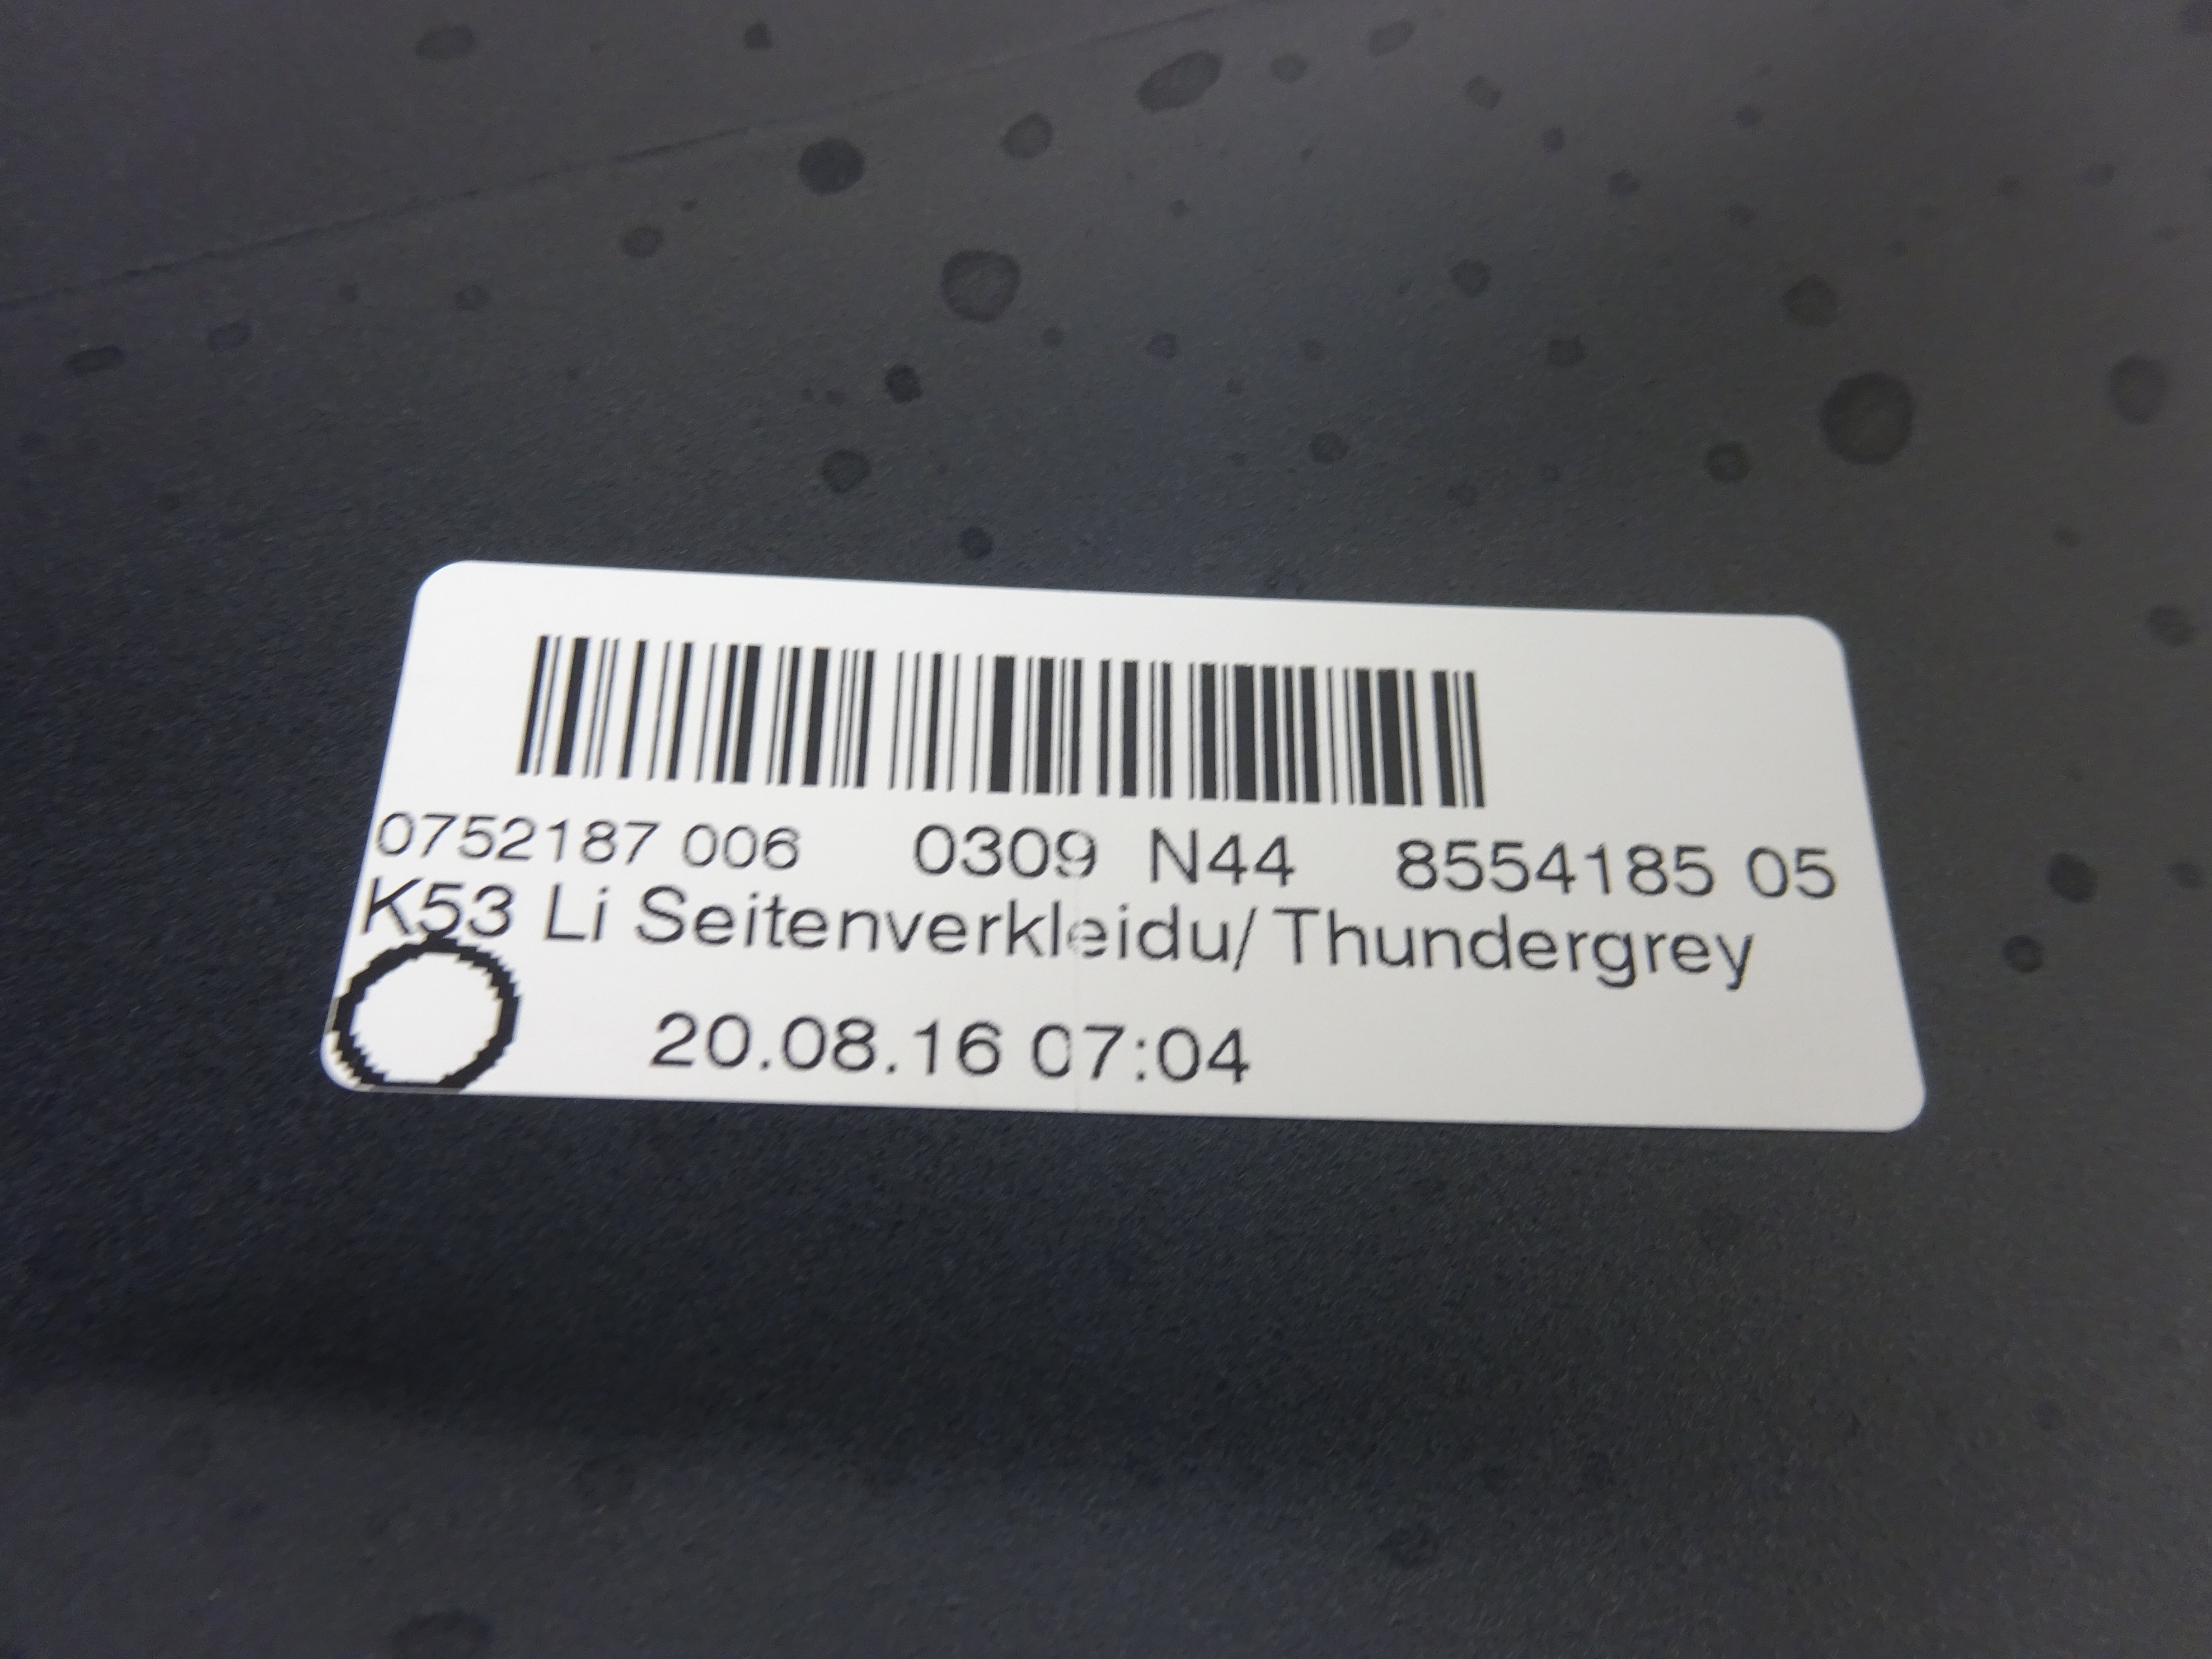 0752187 006 0309 N44 8554185 05
K53 Li Seitenverkleidu/Thundergrey
20.08.16 07:04